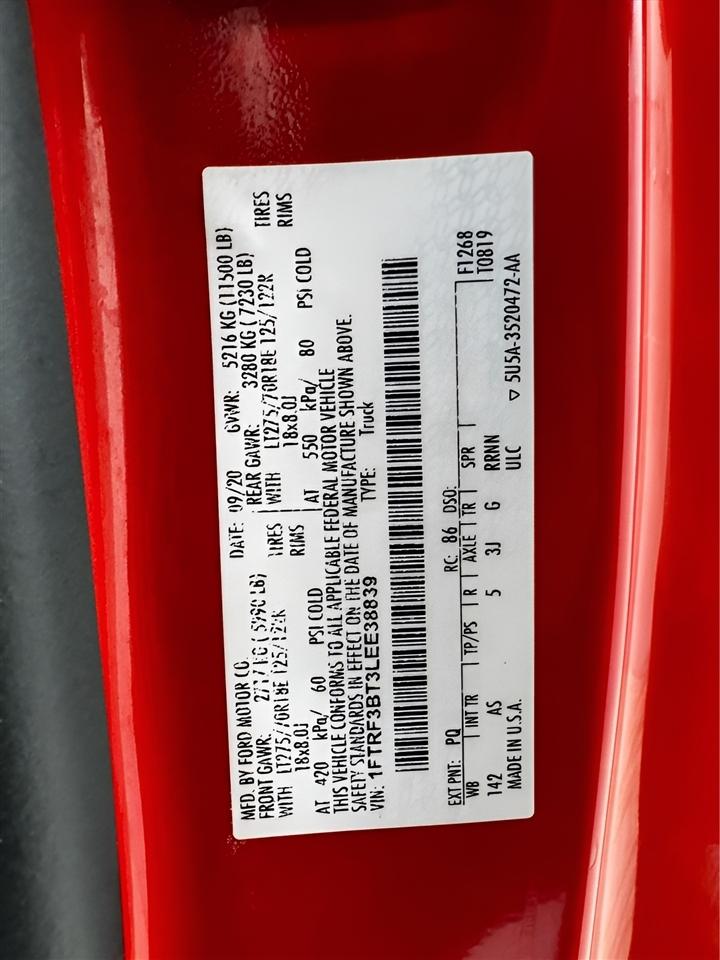 MFD. BY FORD MOTOR CO. DATE: 09/20 GVWR: 5216 KG (11500 LB)
FRONT GAWR: 2717 KG ( 5990 LB) REAR GAWR: 3280 KG ( 7230 LB)
WITH LT275/70R18E 125/122R TIRES WITH LT275/70R18E 125/122R TIRES
18x8.0J RIMS 18x8.0J RIMS
AT 420 kPa/ 60 PSI COLD AT 550 kPa/ 80 PSI COLD
THIS VEHICLE CONFORMS TO ALL APPLICABLE FEDERAL MOTOR VEHICLE
SAFETY STANDARDS IN EFFECT ON THE DATE OF MANUFACTURE SHOWN ABOVE.
VIN: 1FTRF3BT3LEE38839 TYPE: Truck
EXT PNT: PQ RC: 86 DSO: F1268
WB INT TR TP/PS R AXLE TR SPR T0819
142 AS 5 3J G RRNN
MADE IN U.S.A. ULC ▽ 5U5A-3520472-AA